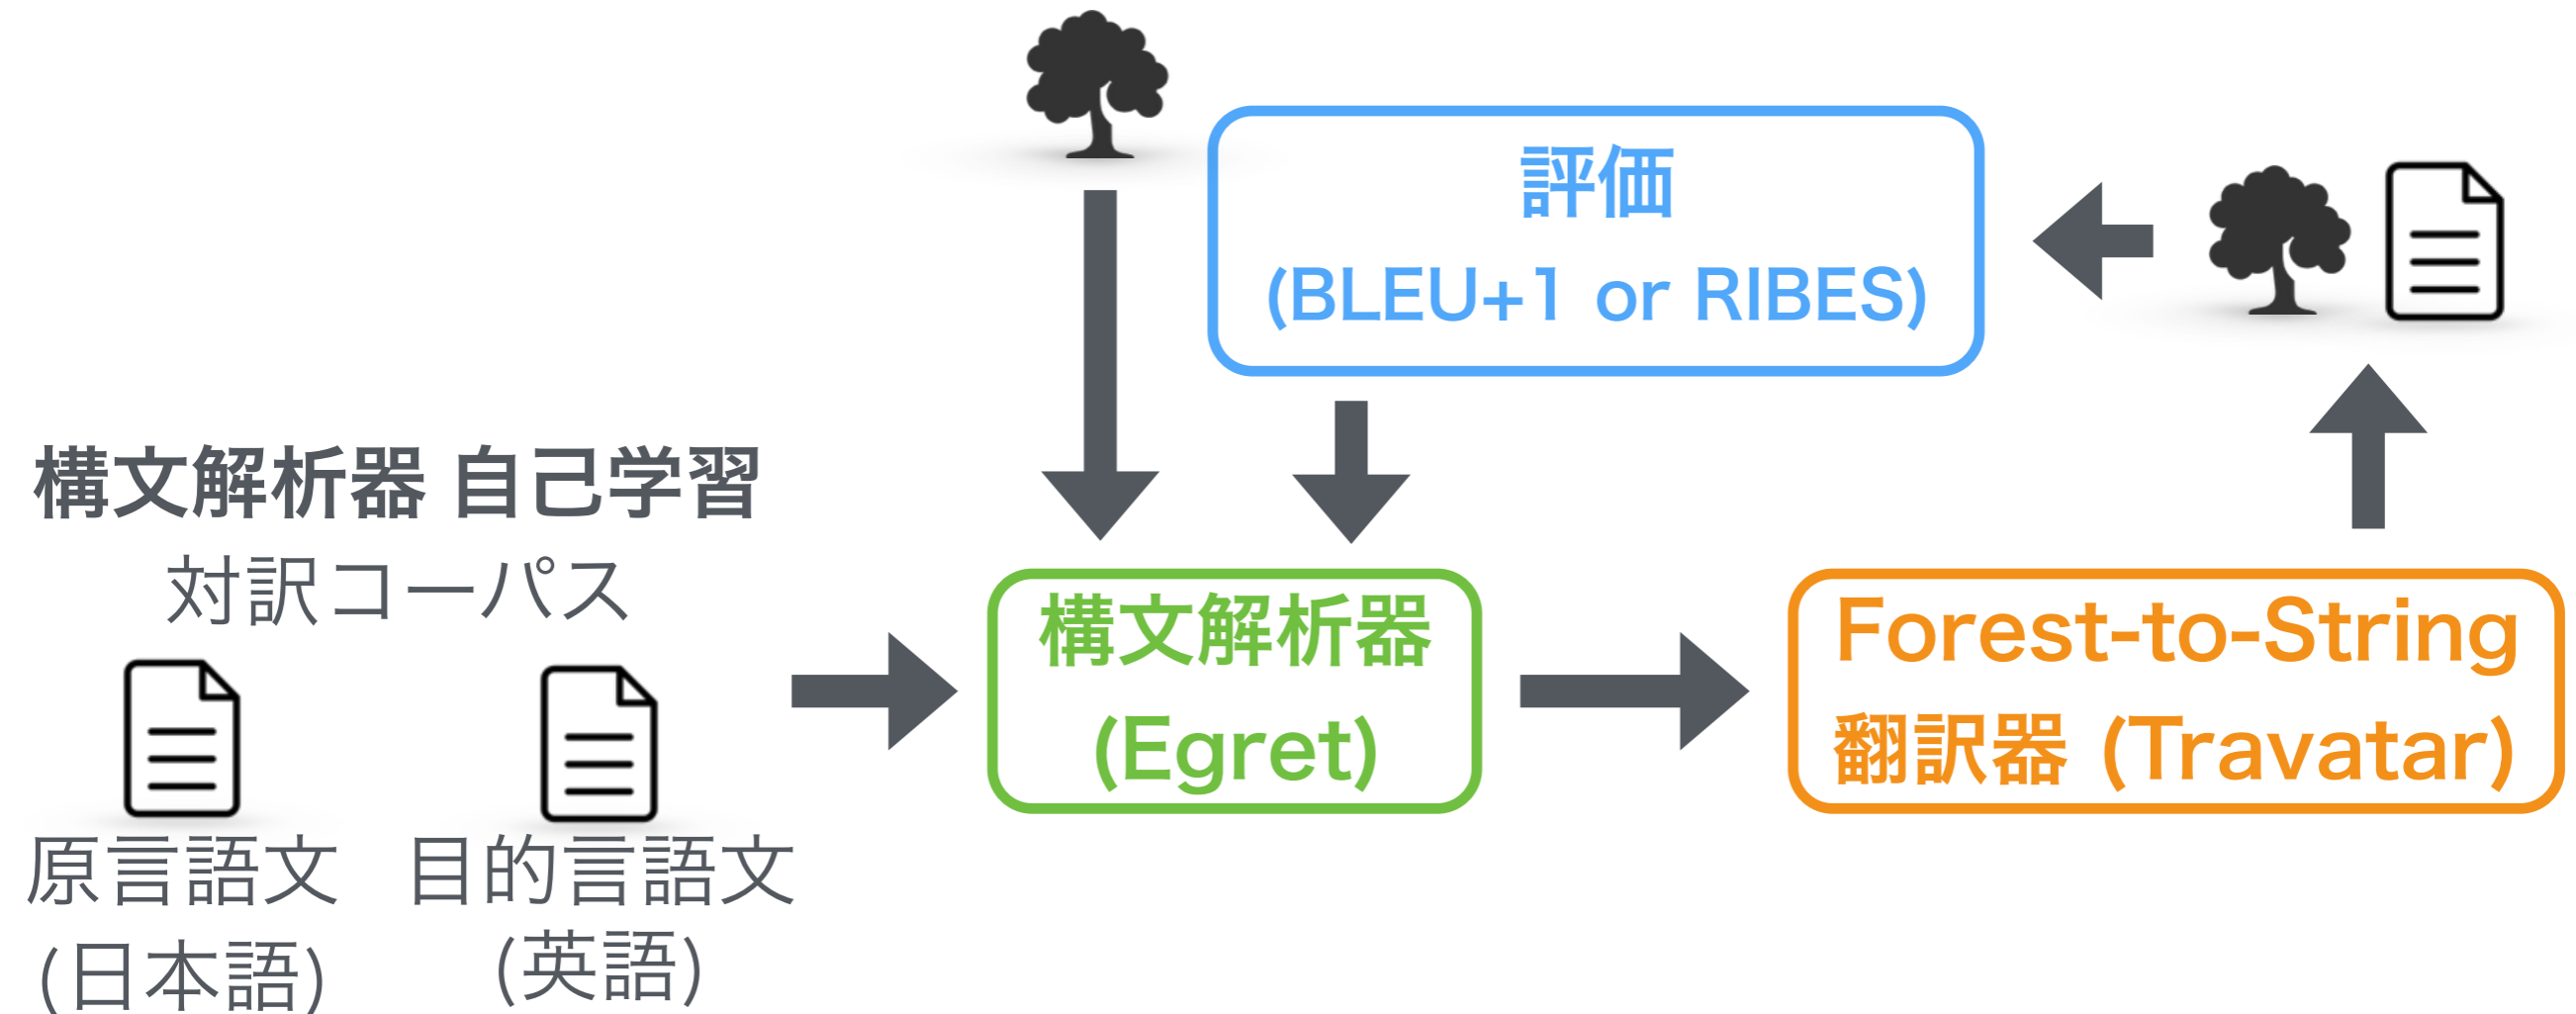 評価
(BLEU+1 or RIBES)
構文解析器 自己学習
対訳コーパス
原言語文
(日本語)
目的言語文
(英語)
構文解析器
(Egret)
Forest-to-String
翻訳器 (Travatar)